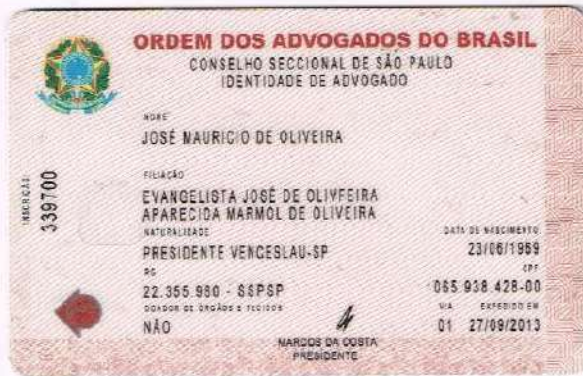 ORDEM DOS ADVOGADOS DO BRASIL
CONSELHO SECCIONAL DE SÃO PAULO
IDENTIDADE DE ADVOGADO
NOME
JOSÉ MAURICIO DE OLIVEIRA
FILIAÇÃO
EVANGELISTA JOSÉ DE OLIVFEIRA
APARECIDA MARMOL DE OLIVEIRA
NATURALIDADE
DATA DE NASCIMENTO
PRESIDENTE VENCESLAU-SP
23/06/1969
RG
CPF
22.355.980 - SSPSP
065.938.428-00
DOADOR DE ÓRGÃOS E TECIDOS
VIA
EXPEDIDO EM
NÃO
01
27/09/2013
MARCOS DA COSTA
PRESIDENTE
INSCRIÇÃO:
339700